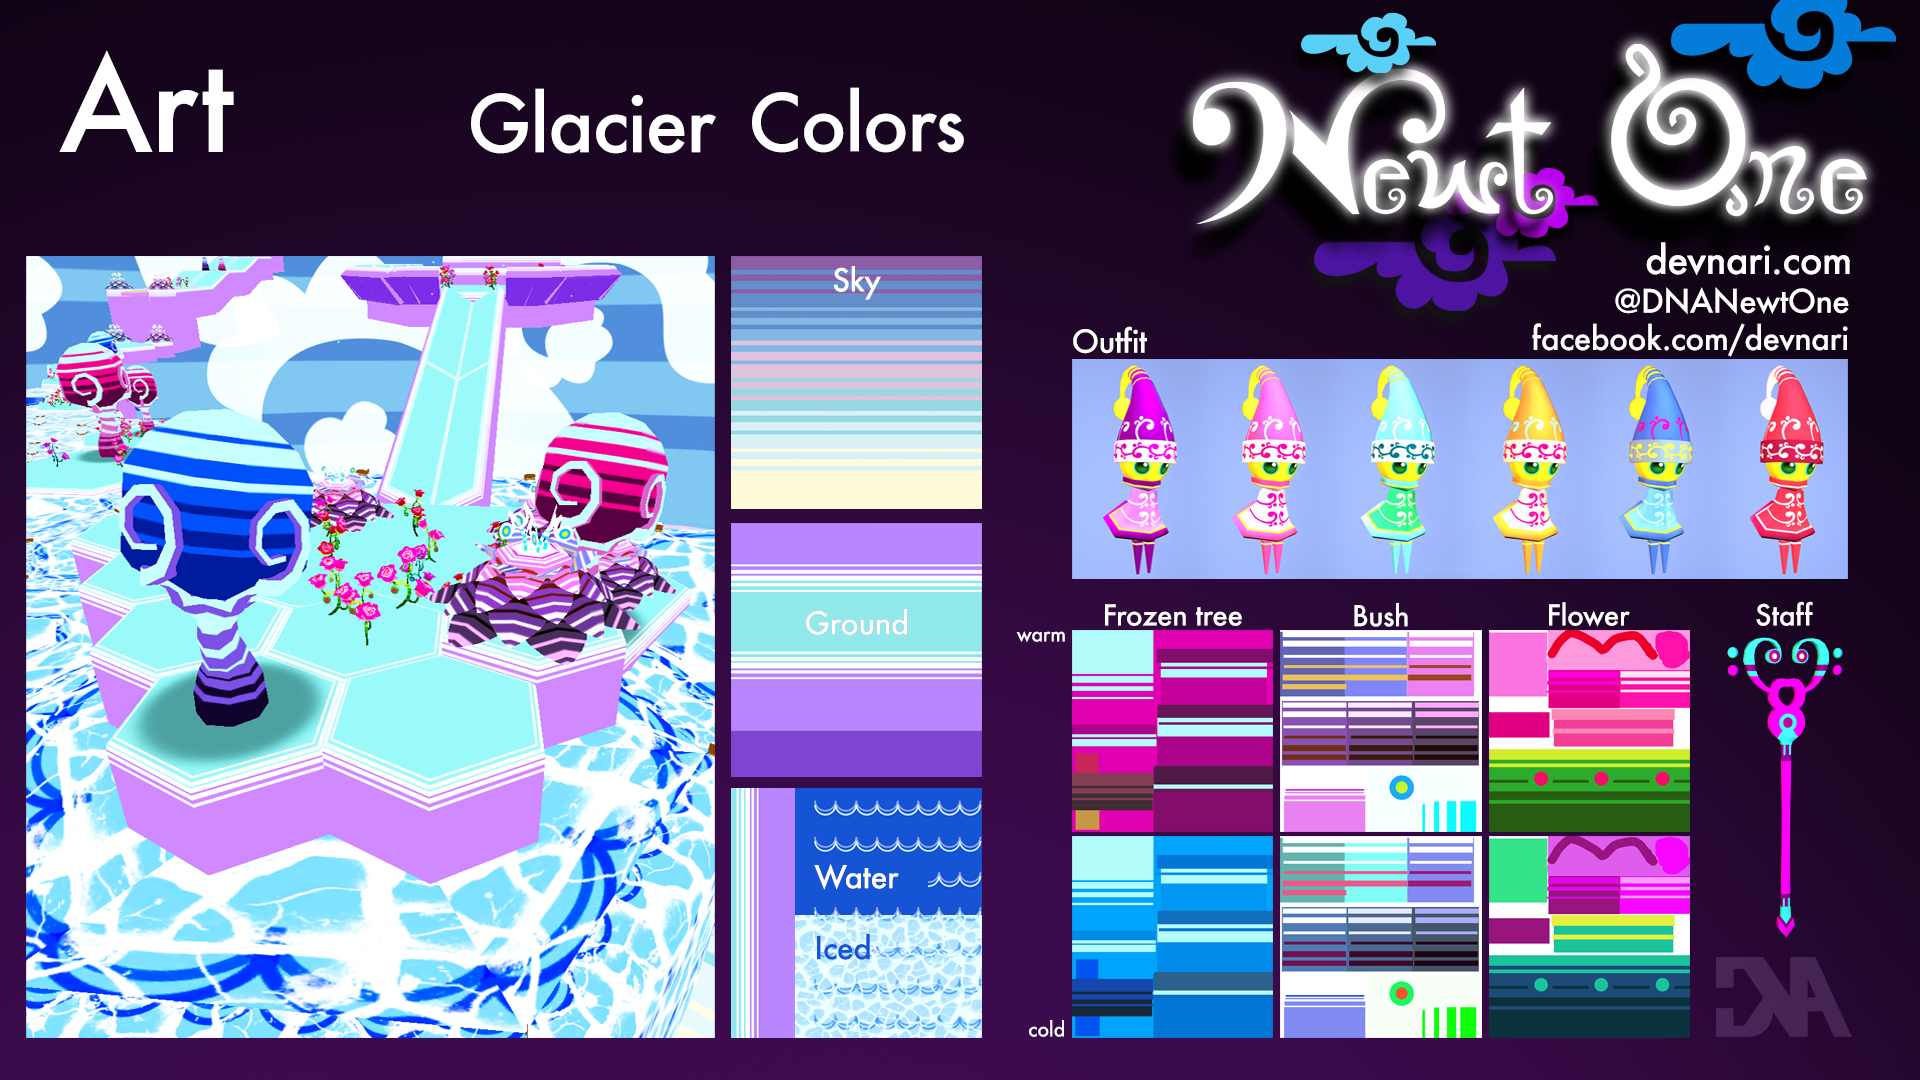 Art
Glacier Colors
Newt One
devnari.com
@DNANewtOne
facebook.com/devnari
Outfit
Sky
Ground
Water
Iced
Frozen tree
Bush
Flower
Staff
warm
cold
DNA